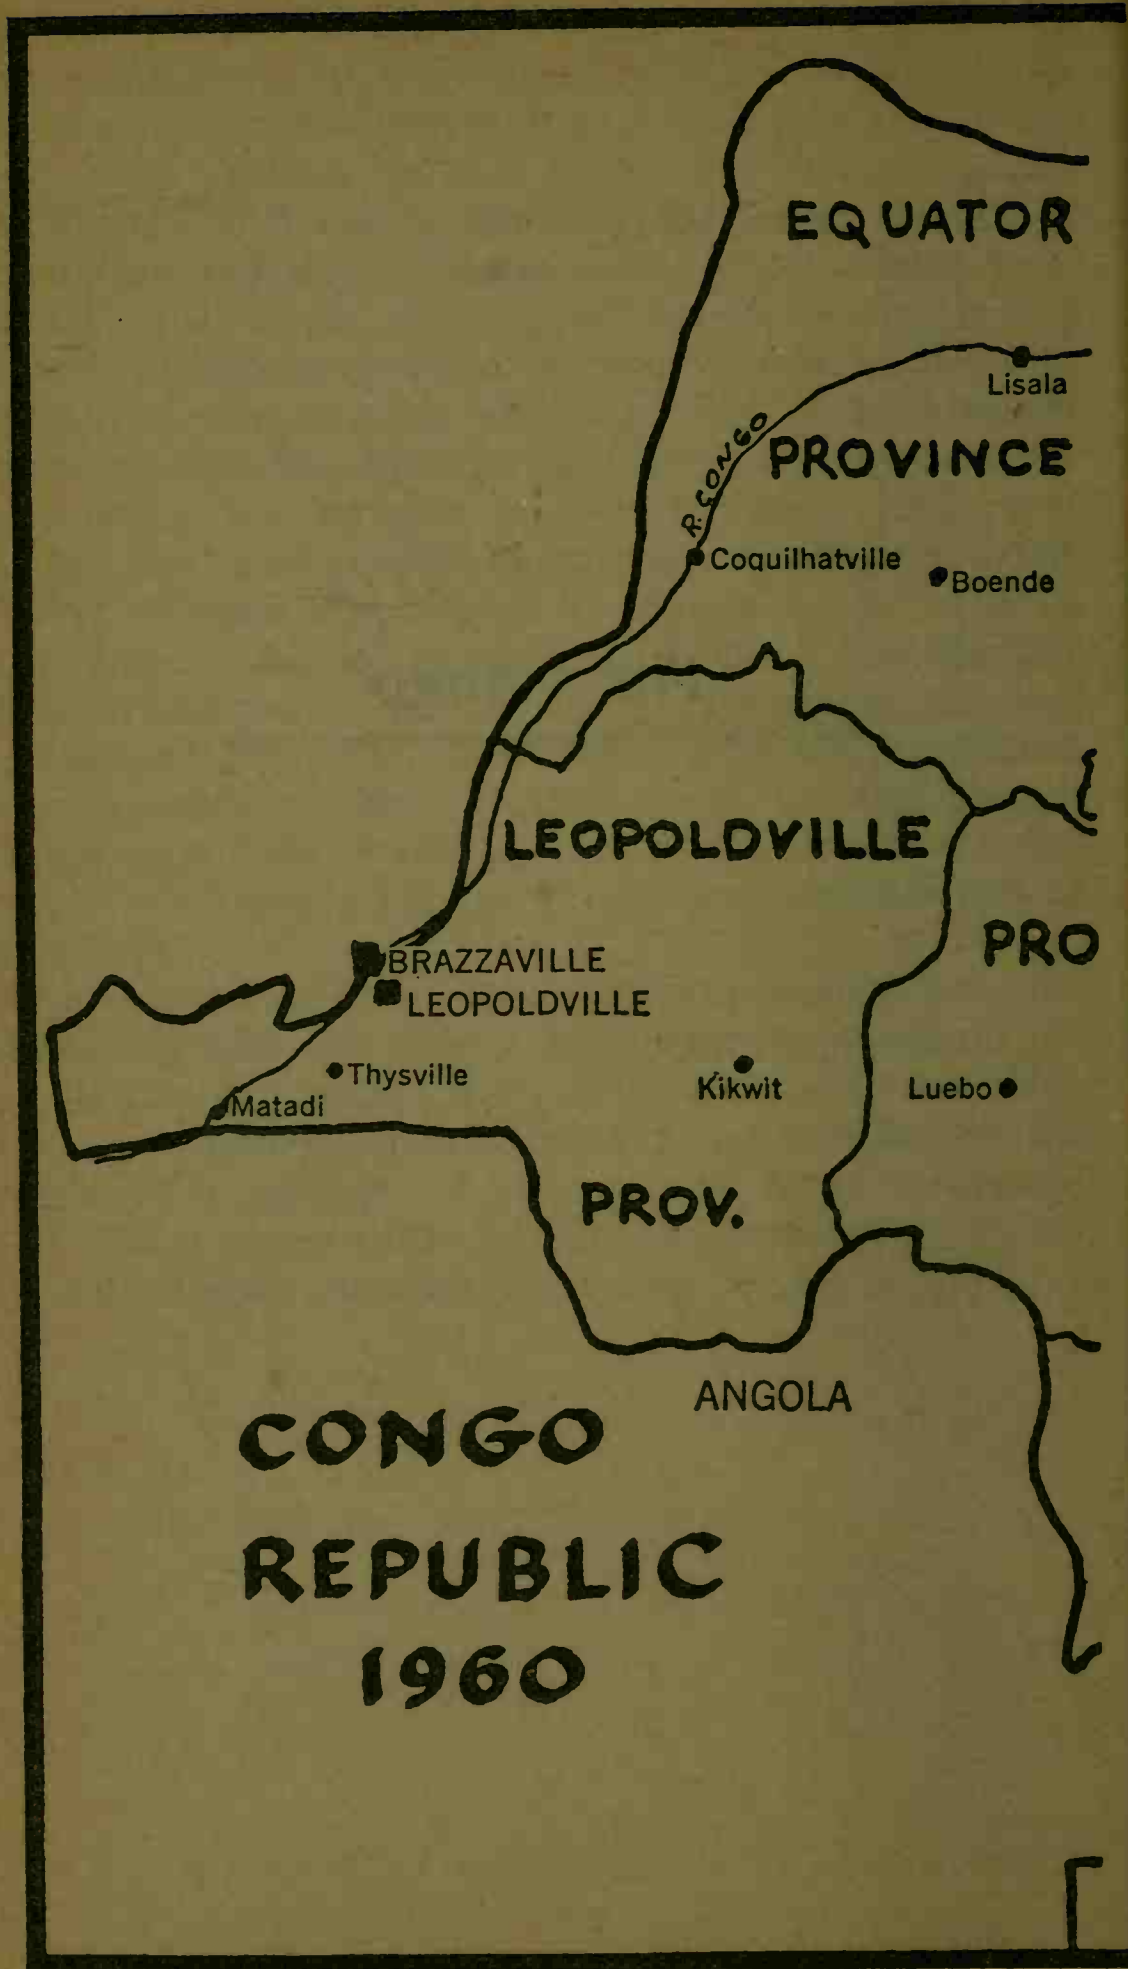 EQUATOR
Lisala
R. CONGO
PROVINCE
Coquilhatville
Boende
LEOPOLDVILLE
PRO
BRAZZAVILLE
LEOPOLDVILLE
Thysville
Kikwit
Luebo
Matadi
PROV.
ANGOLA
CONGO
REPUBLIC
1960